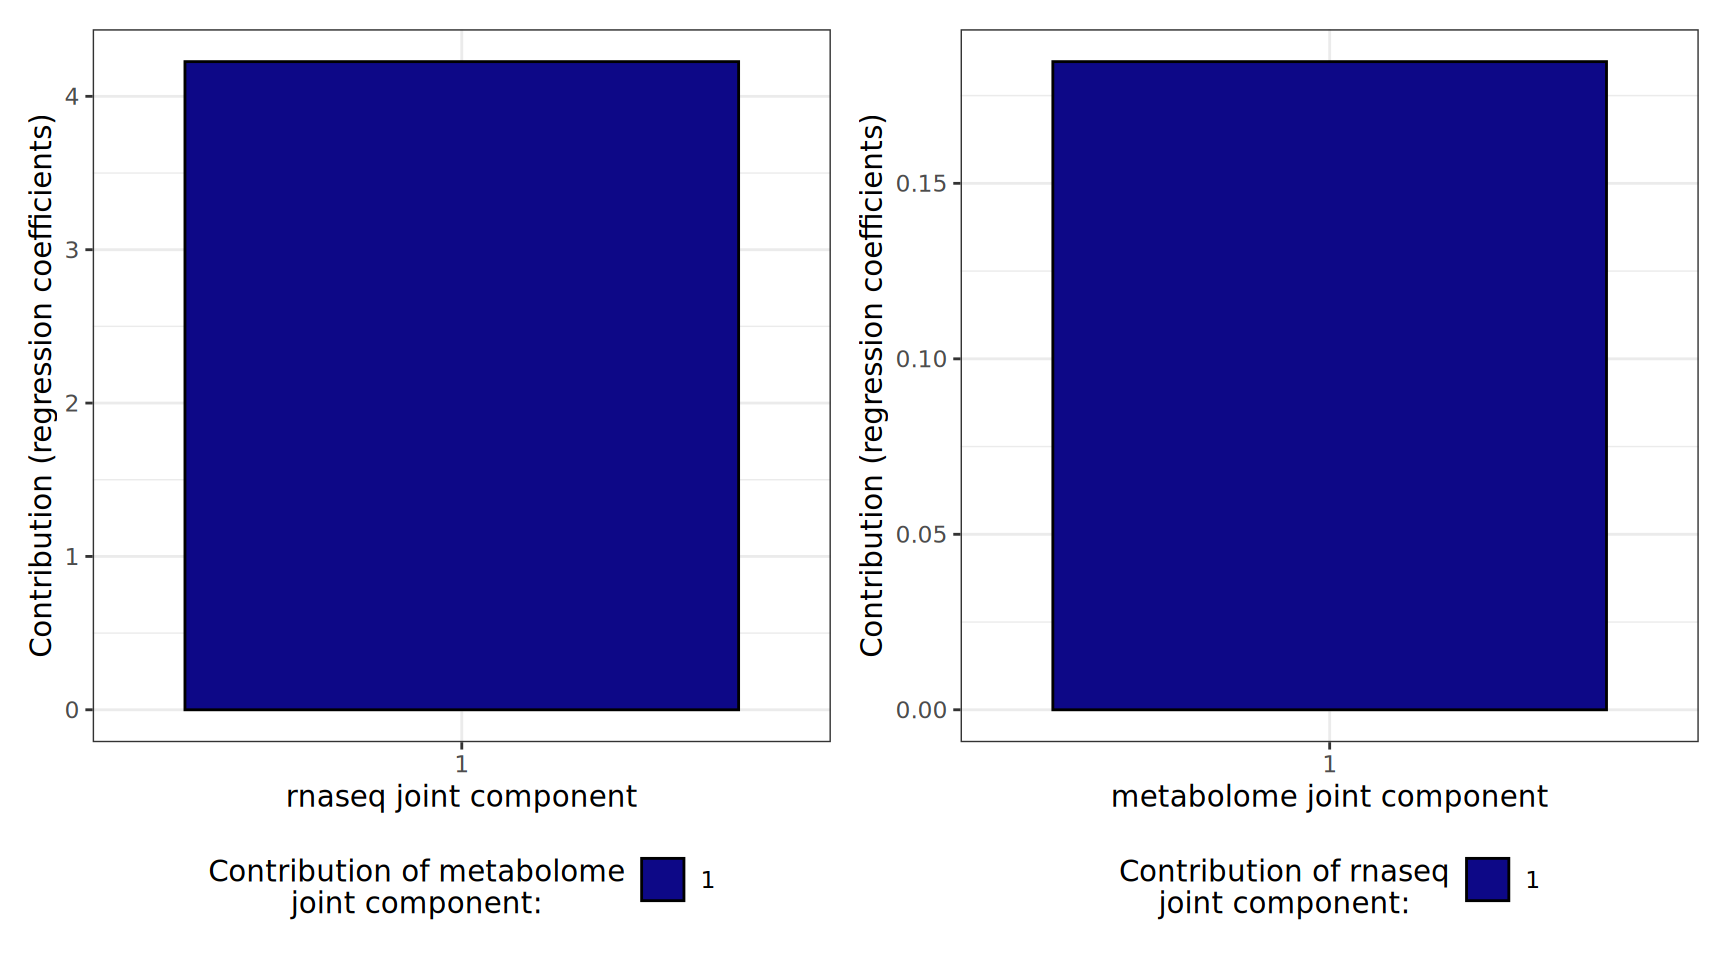 Contribution (regression coefficients)
4
3
2
1
0
1
rnaseq joint component
Contribution of metabolome
joint component:
1
Contribution (regression coefficients)
0.15
0.10
0.05
0.00
1
metabolome joint component
Contribution of rnaseq
joint component:
1